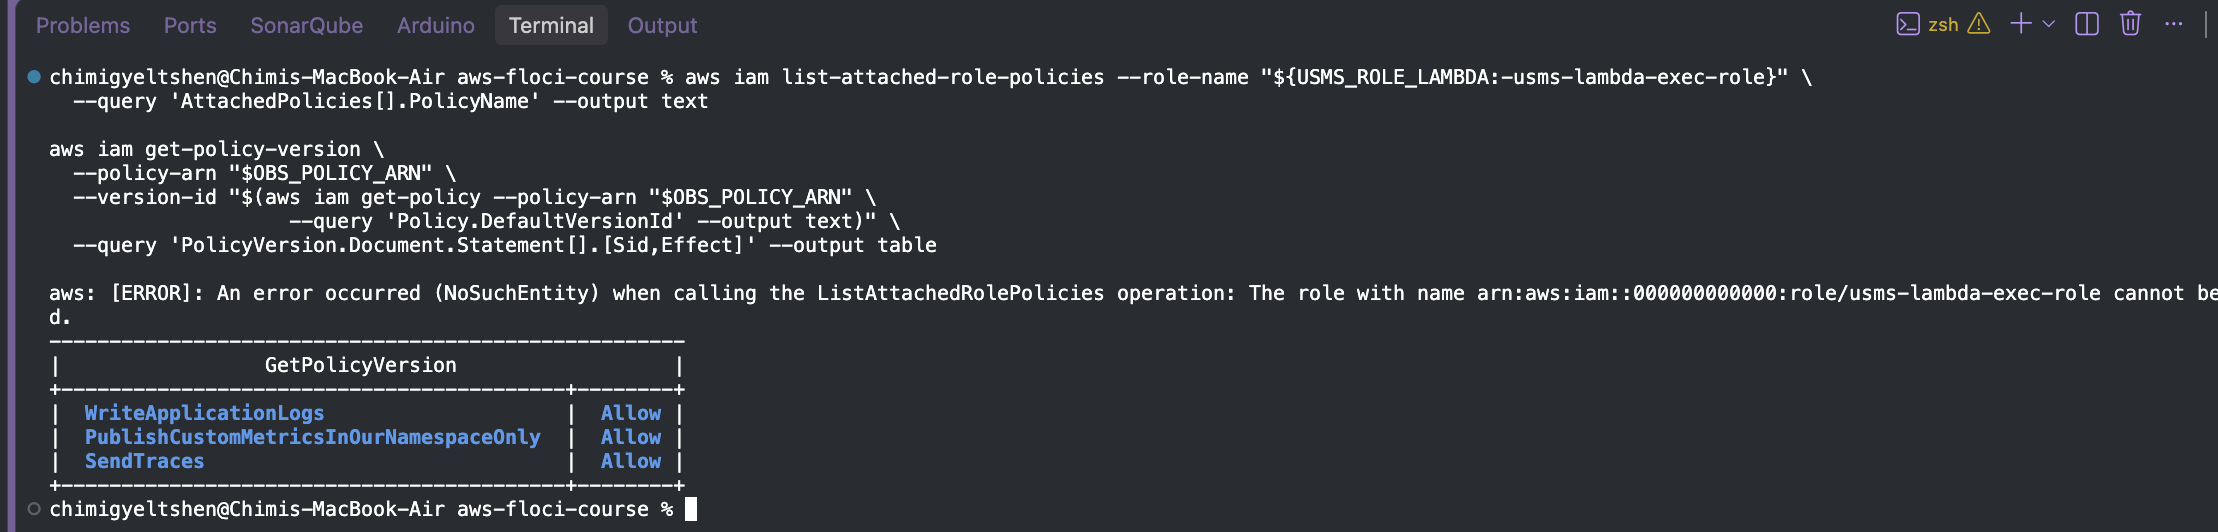 Problems Ports SonarQube Arduino Terminal Output zsh
chimigyeltshen@Chimis-MacBook-Air aws-floci-course % aws iam list-attached-role-policies --role-name "${USMS_ROLE_LAMBDA:-usms-lambda-exec-role}" \
  --query 'AttachedPolicies[].PolicyName' --output text
aws iam get-policy-version \
  --policy-arn "$OBS_POLICY_ARN" \
  --version-id "$(aws iam get-policy --policy-arn "$OBS_POLICY_ARN" \
                    --query 'Policy.DefaultVersionId' --output text)" \
  --query 'PolicyVersion.Document.Statement[].[Sid,Effect]' --output table
aws: [ERROR]: An error occurred (NoSuchEntity) when calling the ListAttachedRolePolicies operation: The role with name arn:aws:iam::000000000000:role/usms-lambda-exec-role cannot be
d.
-----------------------------------------------------
|                 GetPolicyVersion                  |
+------------------------------------------+--------+
|  WriteApplicationLogs                    |  Allow |
|  PublishCustomMetricsInOurNamespaceOnly  |  Allow |
|  SendTraces                              |  Allow |
+------------------------------------------+--------+
chimigyeltshen@Chimis-MacBook-Air aws-floci-course %